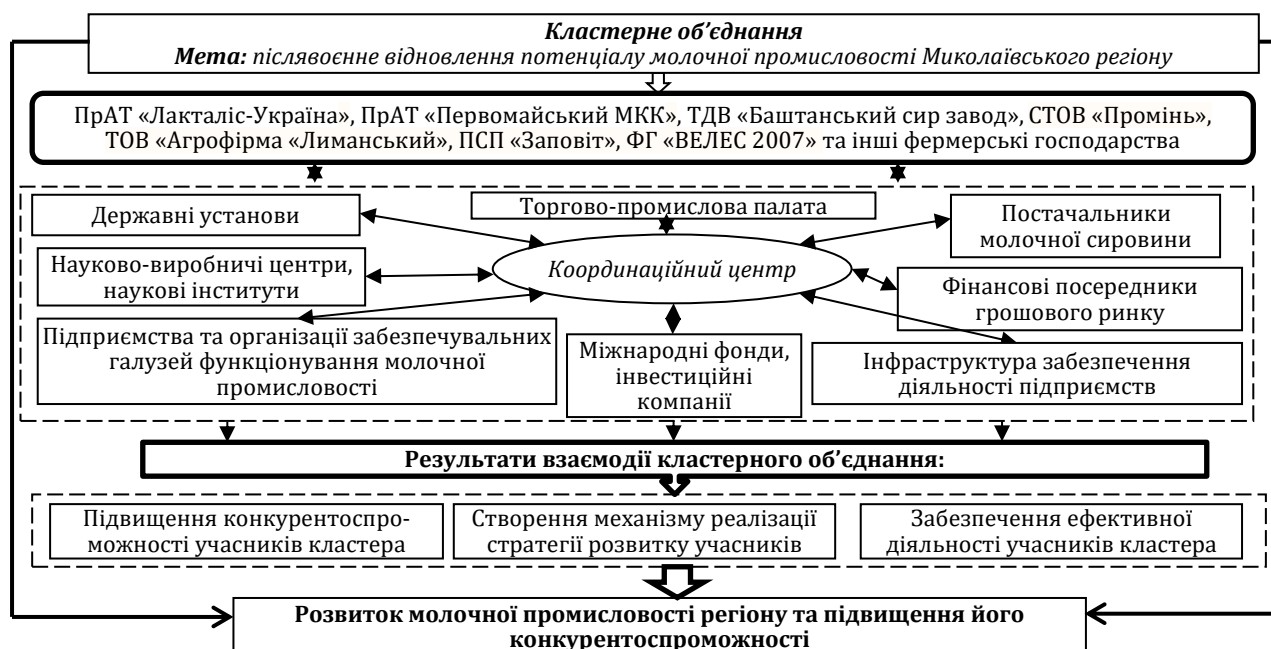 Кластерне об’єднання
Мета: післявоєнне відновлення потенціалу молочної промисловості Миколаївського регіону
ПрАТ «Лакталіс-Україна», ПрАТ «Первомайський МКК», ТДВ «Баштанський сир завод», СТОВ «Промінь»,
ТОВ «Агрофірма «Лиманський», ПСП «Заповіт», ФГ «ВЕЛЕС 2007» та інші фермерські господарства
Державні установи
Торгово-промислова палата
Постачальники
молочної сировини
Науково-виробничі центри,
наукові інститути
Координаційний центр
Фінансові посередники
грошового ринку
Підприємства та організації забезпечувальних
галузей функціонування молочної
промисловості
Міжнародні фонди,
інвестиційні
компанії
Інфраструктура забезпечення
діяльності підприємств
Результати взаємодії кластерного об’єднання:
Підвищення конкурентоспро-
можності учасників кластера
Створення механізму реалізації
стратегії розвитку учасників
Забезпечення ефективної
діяльності учасників кластера
Розвиток молочної промисловості регіону та підвищення його
конкурентоспроможності